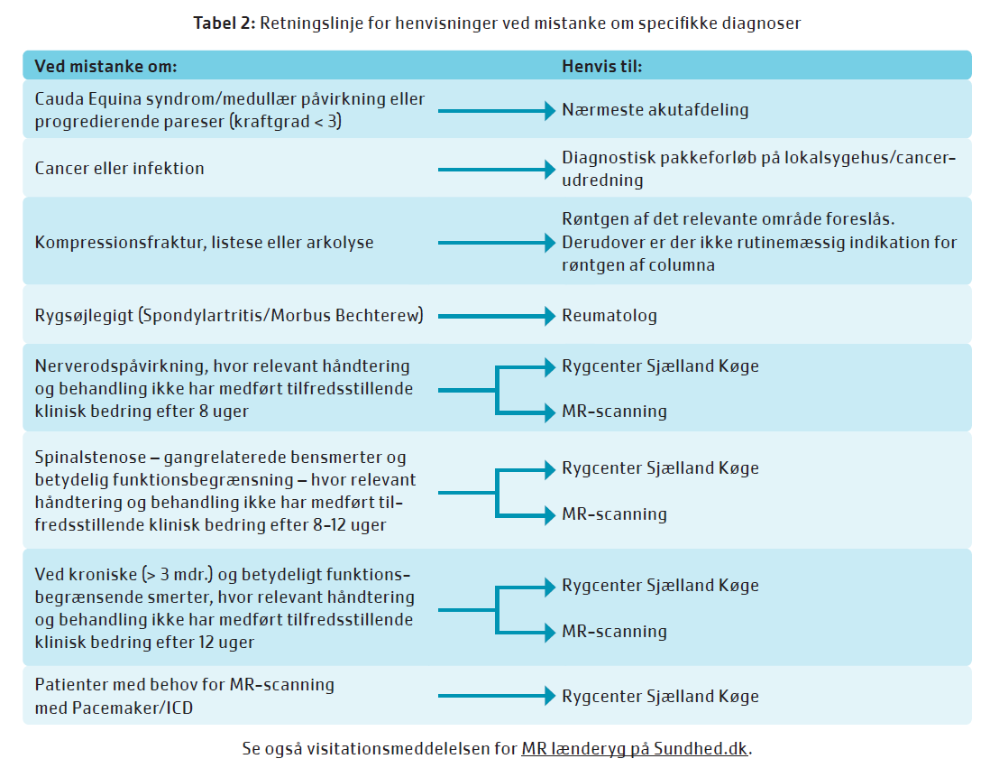 Tabel 2: Retningslinje for henvisninger ved mistanke om specifikke diagnoser
Ved mistanke om:
Henvis til:
Cauda Equina syndrom/medullær påvirkning eller
progredierende pareser (kraftgrad < 3)
Nærmeste akutafdeling
Cancer eller infektion
Diagnostisk pakkeforløb på lokalsygehus/cancer-
udredning
Kompressionsfraktur, listese eller arkolyse
Røntgen af det relevante område foreslås.
Derudover er der ikke rutinemæssig indikation for
røntgen af columna
Rygsøjlegigt (Spondylartritis/Morbus Bechterew)
Reumatolog
Nerverodspåvirkning, hvor relevant håndtering
og behandling ikke har medført tilfredsstillende
klinisk bedring efter 8 uger
Rygcenter Sjælland Køge
MR-scanning
Spinalstenose – gangrelaterede bensmerter og
betydelig funktionsbegrænsning – hvor relevant
håndtering og behandling ikke har medført til-
fredsstillende klinisk bedring efter 8-12 uger
Rygcenter Sjælland Køge
MR-scanning
Ved kroniske (> 3 mdr.) og betydeligt funktions-
begrænsende smerter, hvor relevant håndtering
og behandling ikke har medført tilfredsstillende
klinisk bedring efter 12 uger
Rygcenter Sjælland Køge
MR-scanning
Patienter med behov for MR-scanning
med Pacemaker/ICD
Rygcenter Sjælland Køge
Se også visitationsmeddelelsen for MR lænderyg på Sundhed.dk.